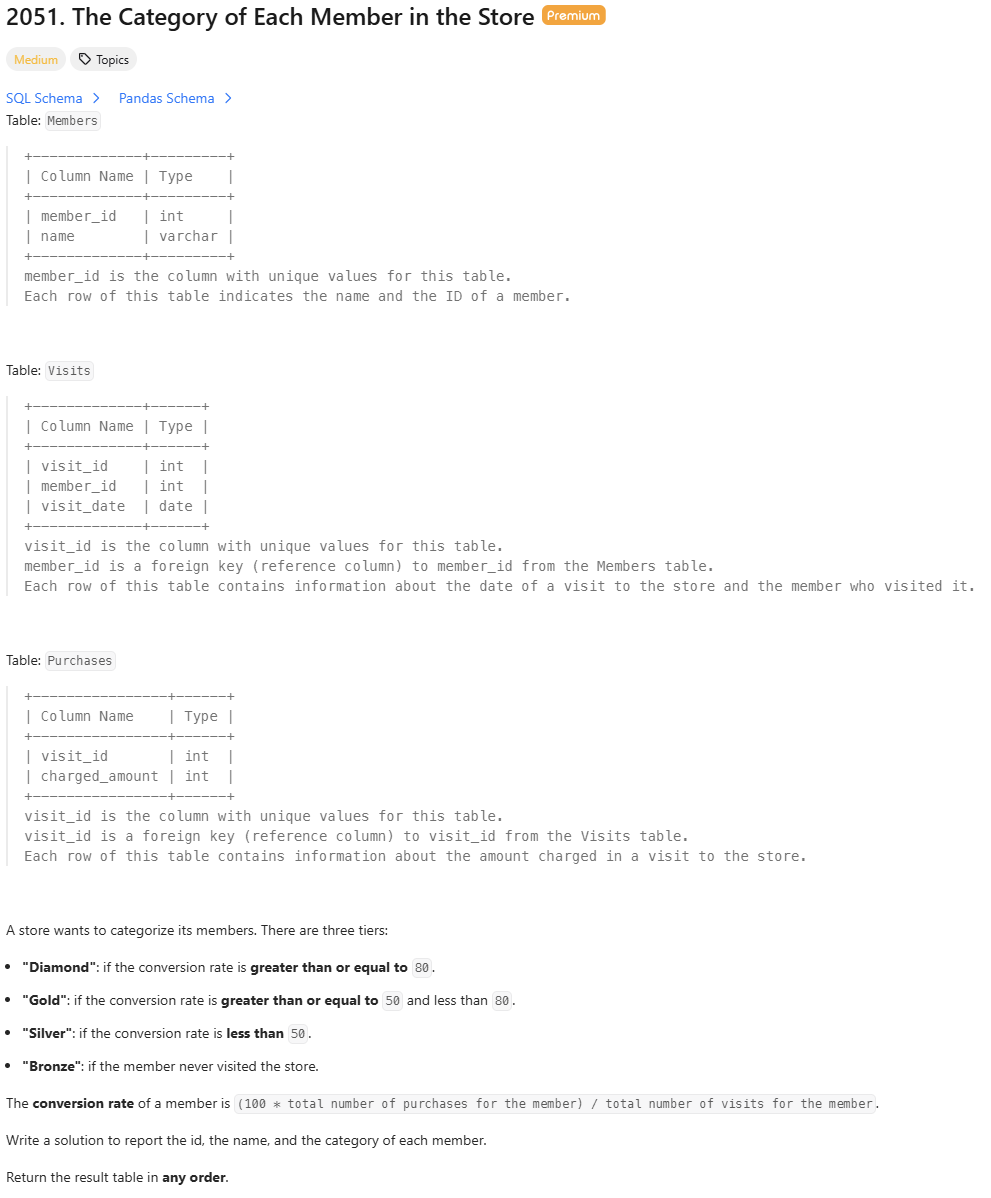 2051. The Category of Each Member in the Store Premium
Medium Topics
SQL Schema > Pandas Schema >
Table: Members
+-------------+---------+
| Column Name | Type    |
+-------------+---------+
| member_id   | int     |
| name        | varchar |
+-------------+---------+
member_id is the column with unique values for this table.
Each row of this table indicates the name and the ID of a member.
Table: Visits
+-------------+------+
| Column Name | Type |
+-------------+------+
| visit_id    | int  |
| member_id   | int  |
| visit_date  | date |
+-------------+------+
visit_id is the column with unique values for this table.
member_id is a foreign key (reference column) to member_id from the Members table.
Each row of this table contains information about the date of a visit to the store and the member who visited it.
Table: Purchases
+----------------+------+
| Column Name    | Type |
+----------------+------+
| visit_id       | int  |
| charged_amount | int  |
+----------------+------+
visit_id is the column with unique values for this table.
visit_id is a foreign key (reference column) to visit_id from the Visits table.
Each row of this table contains information about the amount charged in a visit to the store.
A store wants to categorize its members. There are three tiers:
• "Diamond": if the conversion rate is greater than or equal to 80.
• "Gold": if the conversion rate is greater than or equal to 50 and less than 80.
• "Silver": if the conversion rate is less than 50.
• "Bronze": if the member never visited the store.
The conversion rate of a member is (100 * total number of purchases for the member) / total number of visits for the member.
Write a solution to report the id, the name, and the category of each member.
Return the result table in any order.